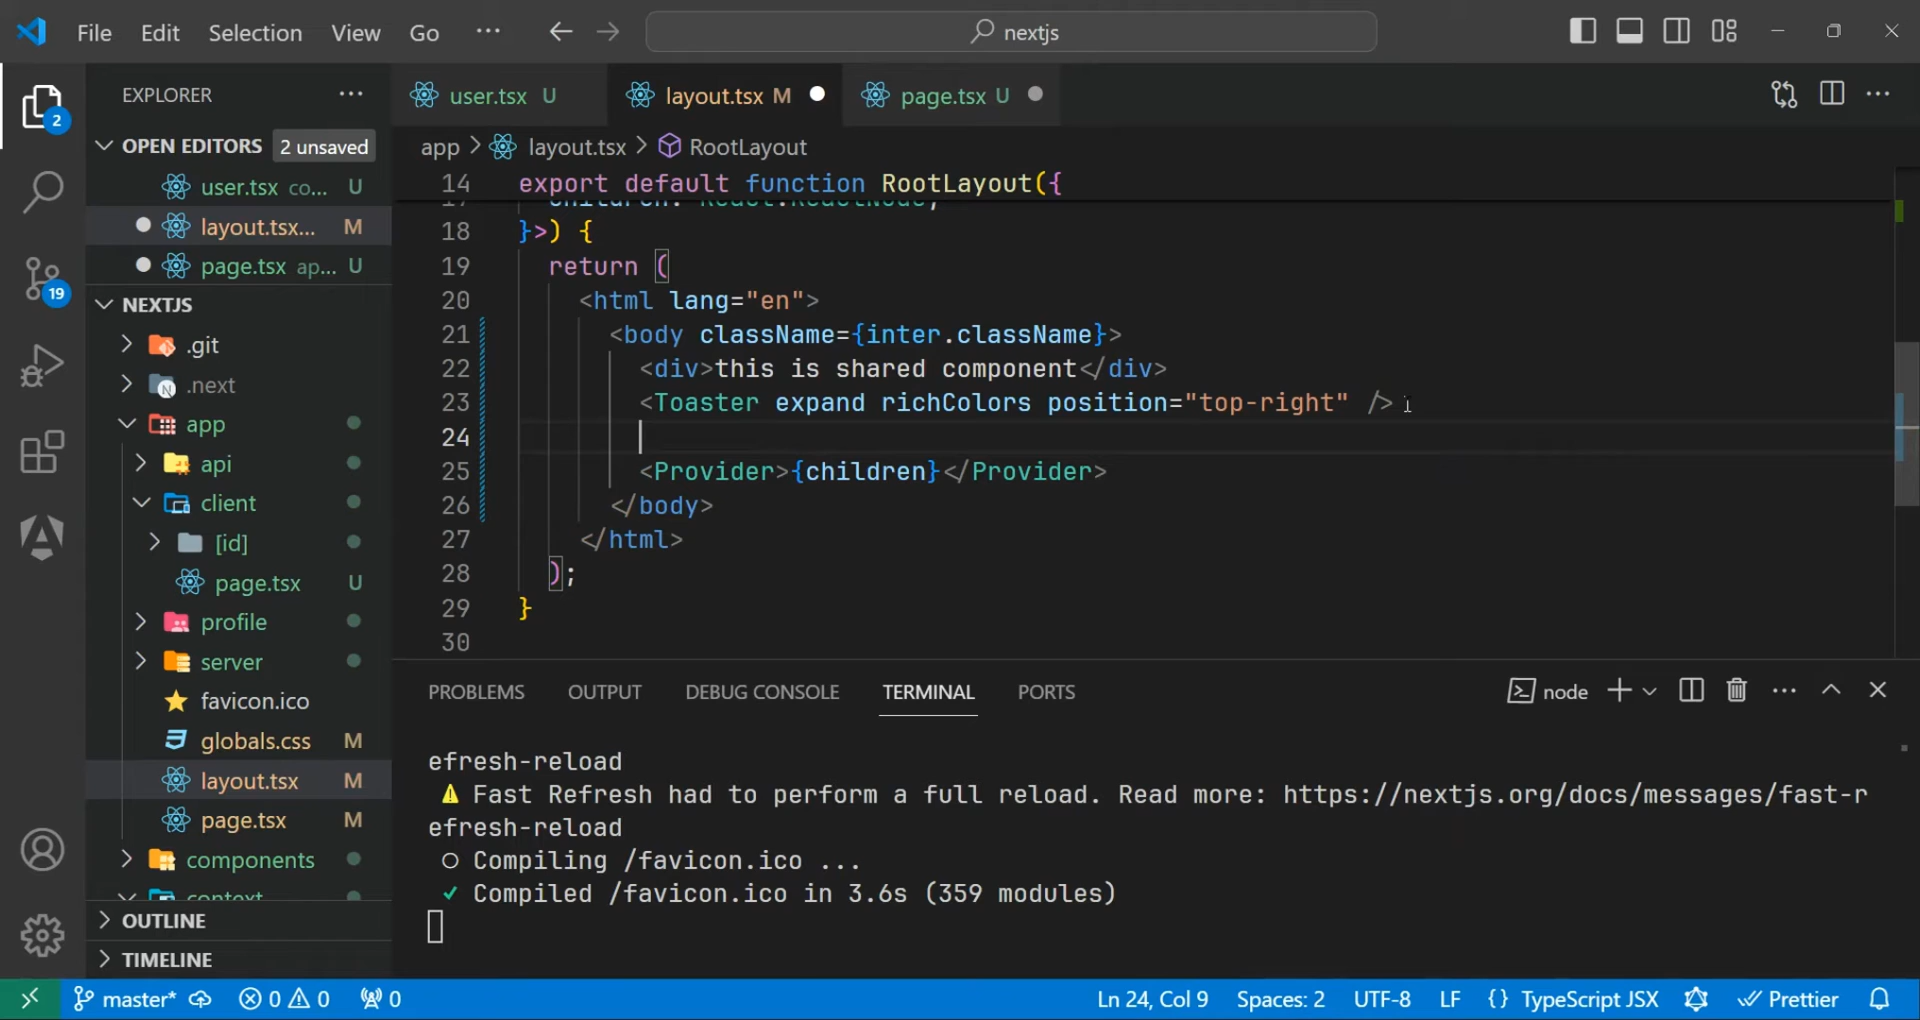 File Edit Selection View Go ··· nextjs
EXPLORER ···
OPEN EDITORS 2 unsaved
user.tsx co... U
layout.tsx... M
page.tsx ap... U
NEXTJS
.git
.next
app
api
client
[id]
page.tsx U
profile
server
favicon.ico
globals.css M
layout.tsx M
page.tsx M
components
OUTLINE
TIMELINE
2
19
user.tsx U layout.tsx M page.tsx U
app > layout.tsx > RootLayout
14 export default function RootLayout({
18 }>) {
19 return (
20 <html lang="en">
21 <body className={inter.className}>
22 <div>this is shared component</div>
23 <Toaster expand richColors position="top-right" />
24
25 <Provider>{children}</Provider>
26 </body>
27 </html>
28 );
29 }
30
PROBLEMS OUTPUT DEBUG CONSOLE TERMINAL PORTS node
efresh-reload
⚠ Fast Refresh had to perform a full reload. Read more: https://nextjs.org/docs/messages/fast-r
efresh-reload
○ Compiling /favicon.ico ...
✓ Compiled /favicon.ico in 3.6s (359 modules)
master* 0 0 0 Ln 24, Col 9 Spaces: 2 UTF-8 LF {} TypeScript JSX Prettier